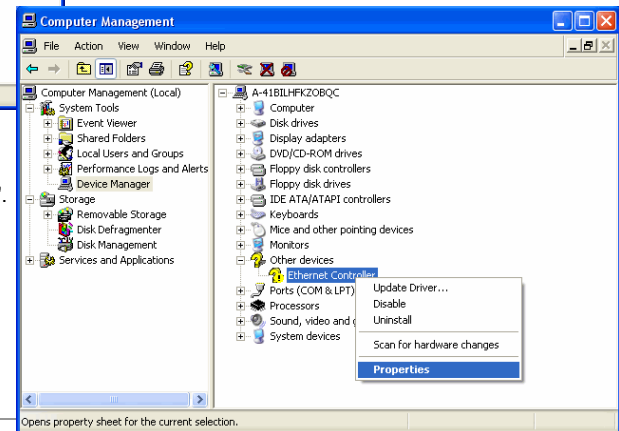 Computer Management
File Action View Window Help
Computer Management (Local)
System Tools
Event Viewer
Shared Folders
Local Users and Groups
Performance Logs and Alerts
Device Manager
Storage
Removable Storage
Disk Defragmenter
Disk Management
Services and Applications
A-41BILHFKZOBQC
Computer
Disk drives
Display adapters
DVD/CD-ROM drives
Floppy disk controllers
Floppy disk drives
IDE ATA/ATAPI controllers
Keyboards
Mice and other pointing devices
Monitors
Other devices
Ethernet Controller
Ports (COM & LPT)
Processors
Sound, video and
System devices
Update Driver...
Disable
Uninstall
Scan for hardware changes
Properties
Opens property sheet for the current selection.